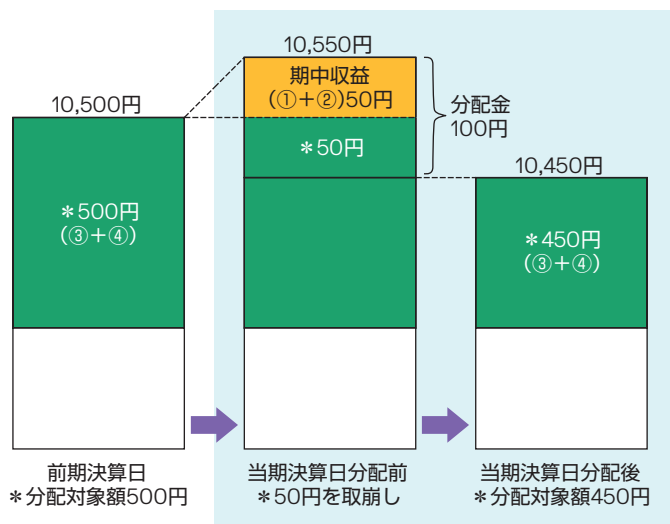 10,550円
期中収益
(①+②)50円
10,500円
分配金
100円
*50円
10,450円
*500円
(③+④)
*450円
(③+④)
前期決算日
*分配対象額500円
当期決算日分配前
*50円を取崩し
当期決算日分配後
*分配対象額450円